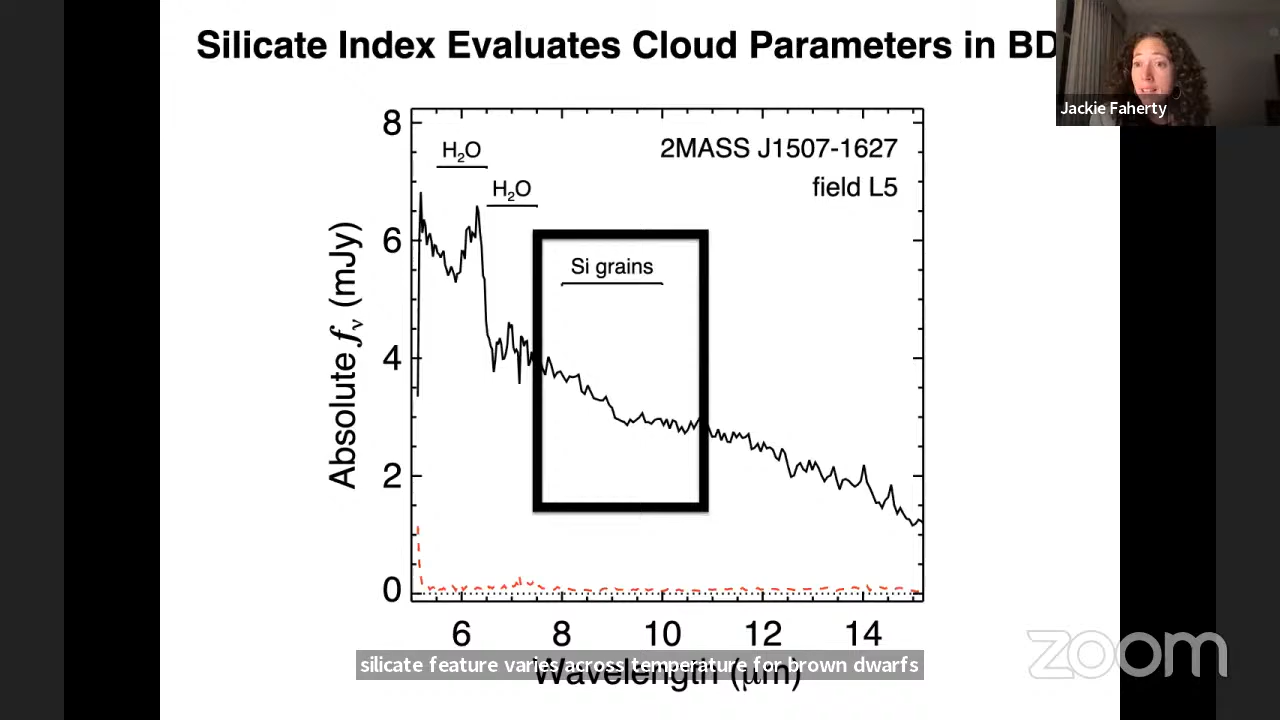 Silicate Index Evaluates Cloud Parameters in BD
Jackie Faherty
8
6
4
2
0
Absolute fν (mJy)
H₂O
H₂O
2MASS J1507-1627
field L5
Si grains
6 8 10 12 14
Wavelength (μm)
silicate feature varies across temperature for brown dwarfs
zoom